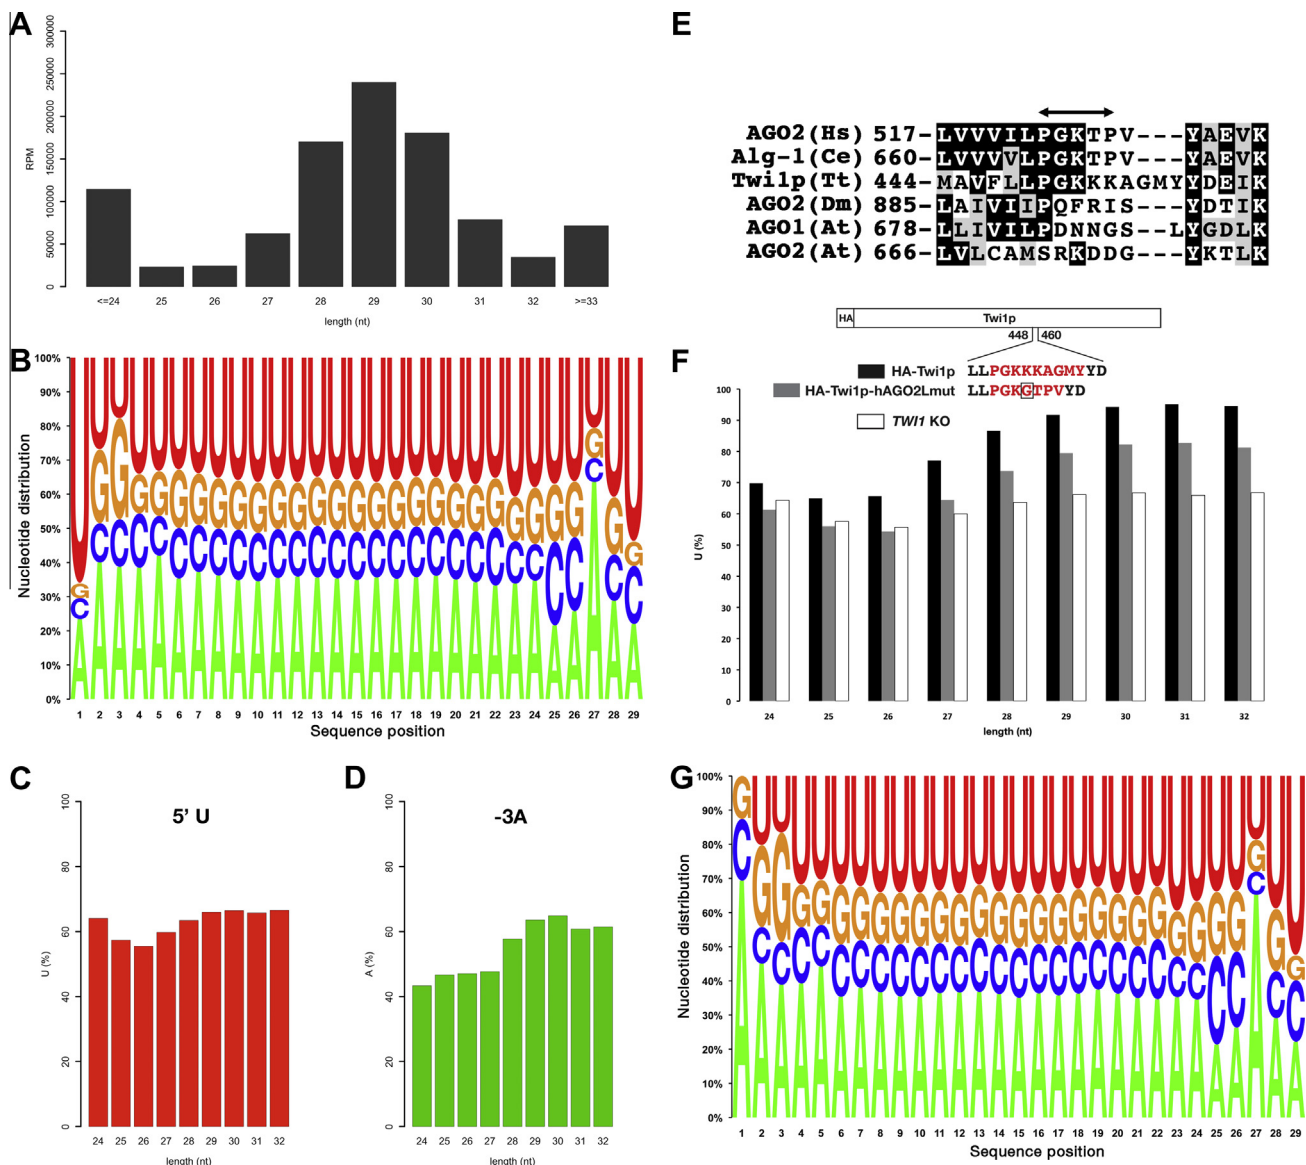 A
RPM
300000
250000
200000
150000
100000
50000
0
<=24 25 26 27 28 29 30 31 32 >=33
length (nt)
B
Nucleotide distribution
100%
90%
80%
70%
60%
50%
40%
30%
20%
10%
0%
1 2 3 4 5 6 7 8 9 10 11 12 13 14 15 16 17 18 19 20 21 22 23 24 25 26 27 28 29
Sequence position
C
5' U
U (%)
100
80
60
40
20
0
24 25 26 27 28 29 30 31 32
length (nt)
D
-3A
A (%)
100
80
60
40
20
0
24 25 26 27 28 29 30 31 32
length (nt)
E
AGO2(Hs) 517-LVVVILPGKTPV---YAEVK
Alg-1(Ce) 660-LVVVVLPGKTPV---YAEVK
Twi1p(Tt) 444-MAVFLLPGKKKAGMYYDEIK
AGO2(Dm) 885-LAIVIIPQFRIS---YDTIK
AGO1(At) 678-LLIVILPDNNGS--LYGDLK
AGO2(At) 666-LVLCAMSRKDDG---YKTLK
HA Twi1p
448 460
F
HA-Twi1p LLPGKKKAGMYYD
HA-Twi1p-hAGO2Lmut LLPGKGTPVYD
TWI1 KO
U (%)
100
90
80
70
60
50
40
30
20
10
0
24 25 26 27 28 29 30 31 32
length (nt)
G
Nucleotide distribution
100%
90%
80%
70%
60%
50%
40%
30%
20%
10%
0%
1 2 3 4 5 6 7 8 9 10 11 12 13 14 15 16 17 18 19 20 21 22 23 24 25 26 27 28 29
Sequence position